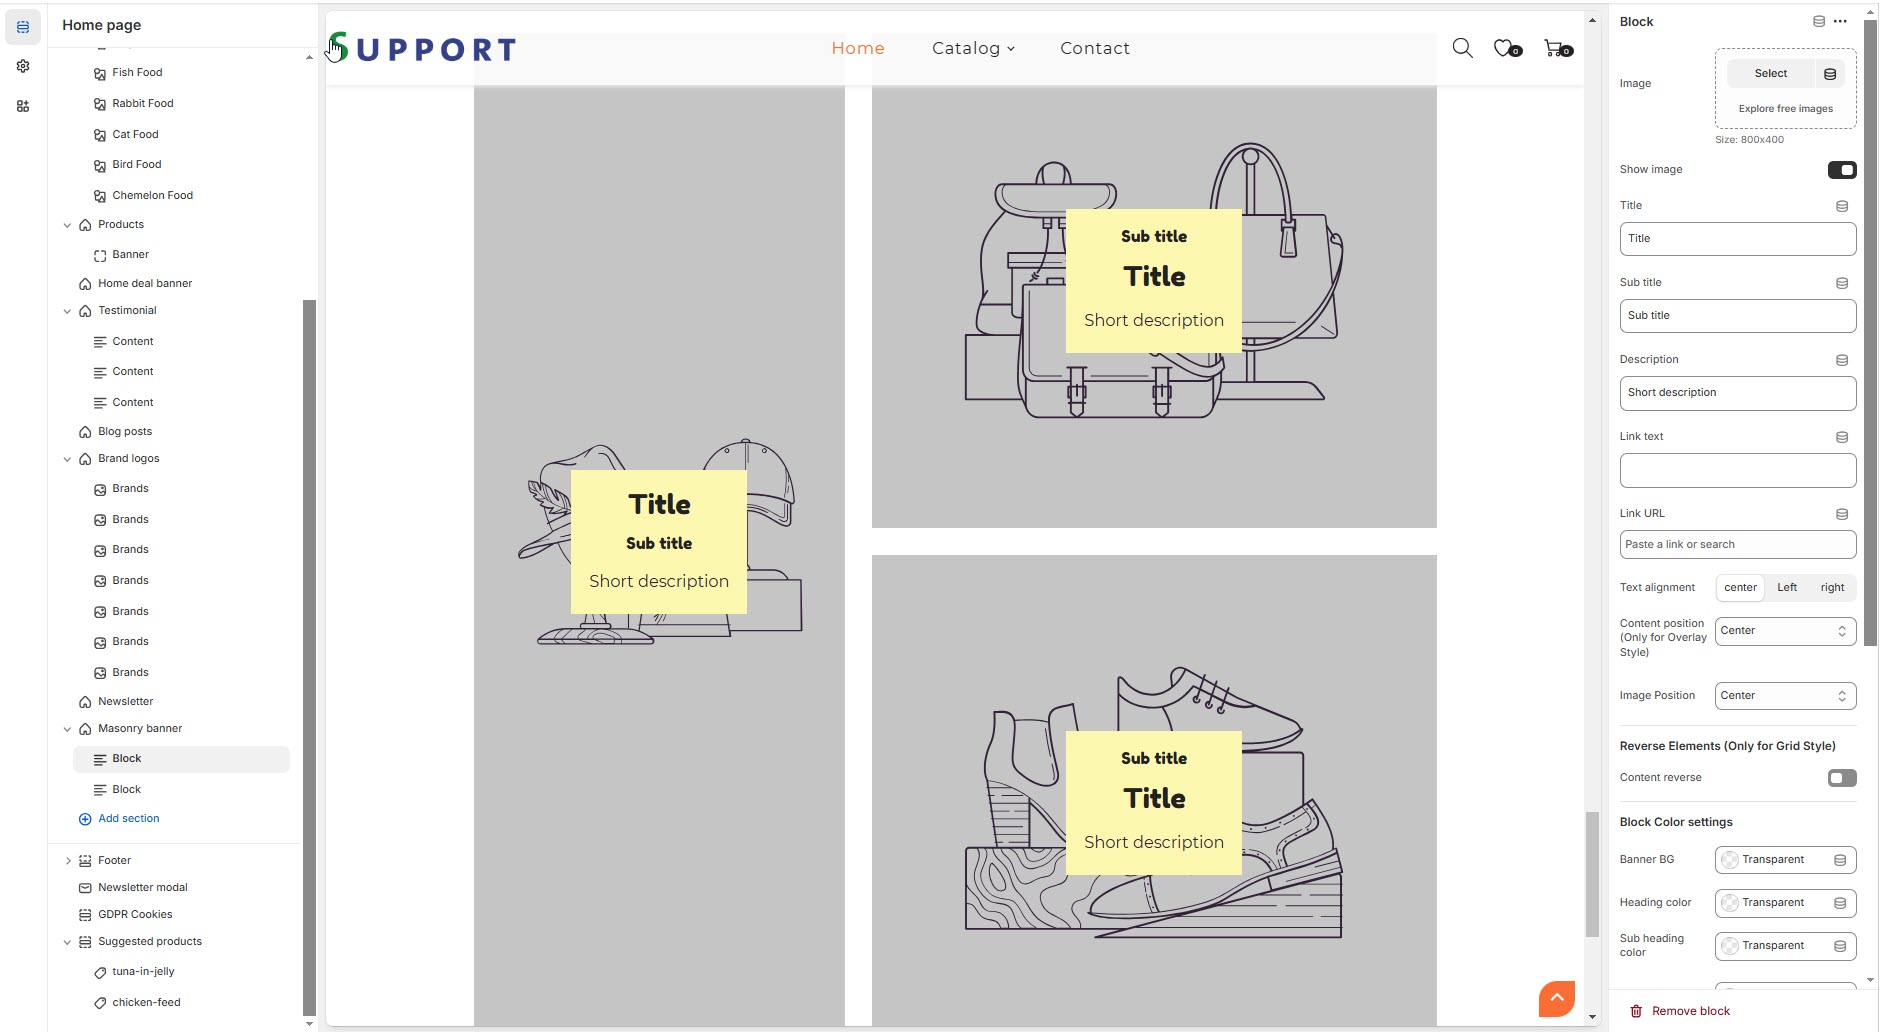 Home page
Fish Food
Rabbit Food
Cat Food
Bird Food
Chemelon Food
Products
Banner
Home deal banner
Testimonial
Content
Content
Content
Blog posts
Brand logos
Brands
Brands
Brands
Brands
Brands
Brands
Brands
Newsletter
Masonry banner
Block
Block
Add section
Footer
Newsletter modal
GDPR Cookies
Suggested products
tuna-in-jelly
chicken-feed
SUPPORT
Home
Catalog
Contact
0
0
Title
Sub title
Short description
Sub title
Title
Short description
Sub title
Title
Short description
Block
Image
Select
Explore free images
Size: 800x400
Show image
Title
Title
Sub title
Sub title
Description
Short description
Link text
Link URL
Paste a link or search
Text alignment
center
Left
right
Content position
(Only for Overlay
Style)
Center
Image Position
Center
Reverse Elements (Only for Grid Style)
Content reverse
Block Color settings
Banner BG
Transparent
Heading color
Transparent
Sub heading
color
Transparent
Remove block